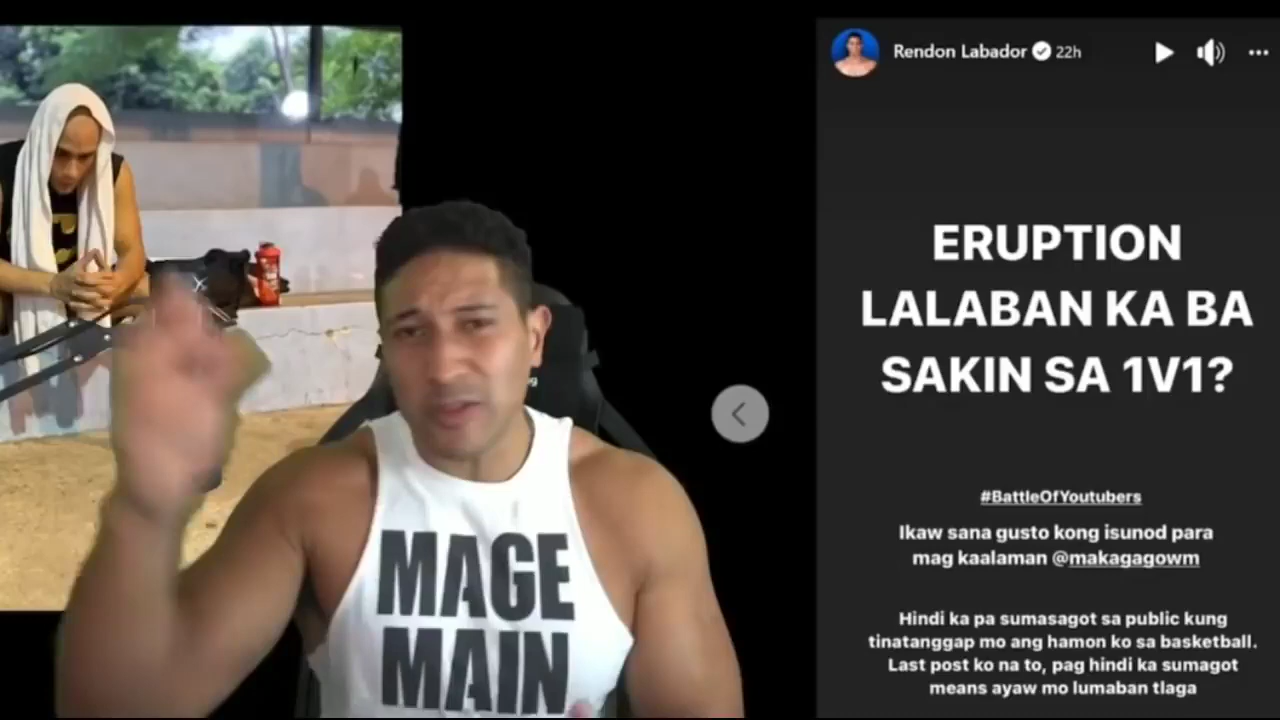 Rendon Labador 22h
ERUPTION
LALABAN KA BA
SAKIN SA 1V1?
#BattleOfYoutubers
Ikaw sana gusto kong isunod para
mag kaalaman @makagagowm
Hindi ka pa sumasagot sa public kung
tinatanggap mo ang hamon ko sa basketball.
Last post ko na to, pag hindi ka sumagot
means ayaw mo lumaban tlaga
MAGE
MAIN